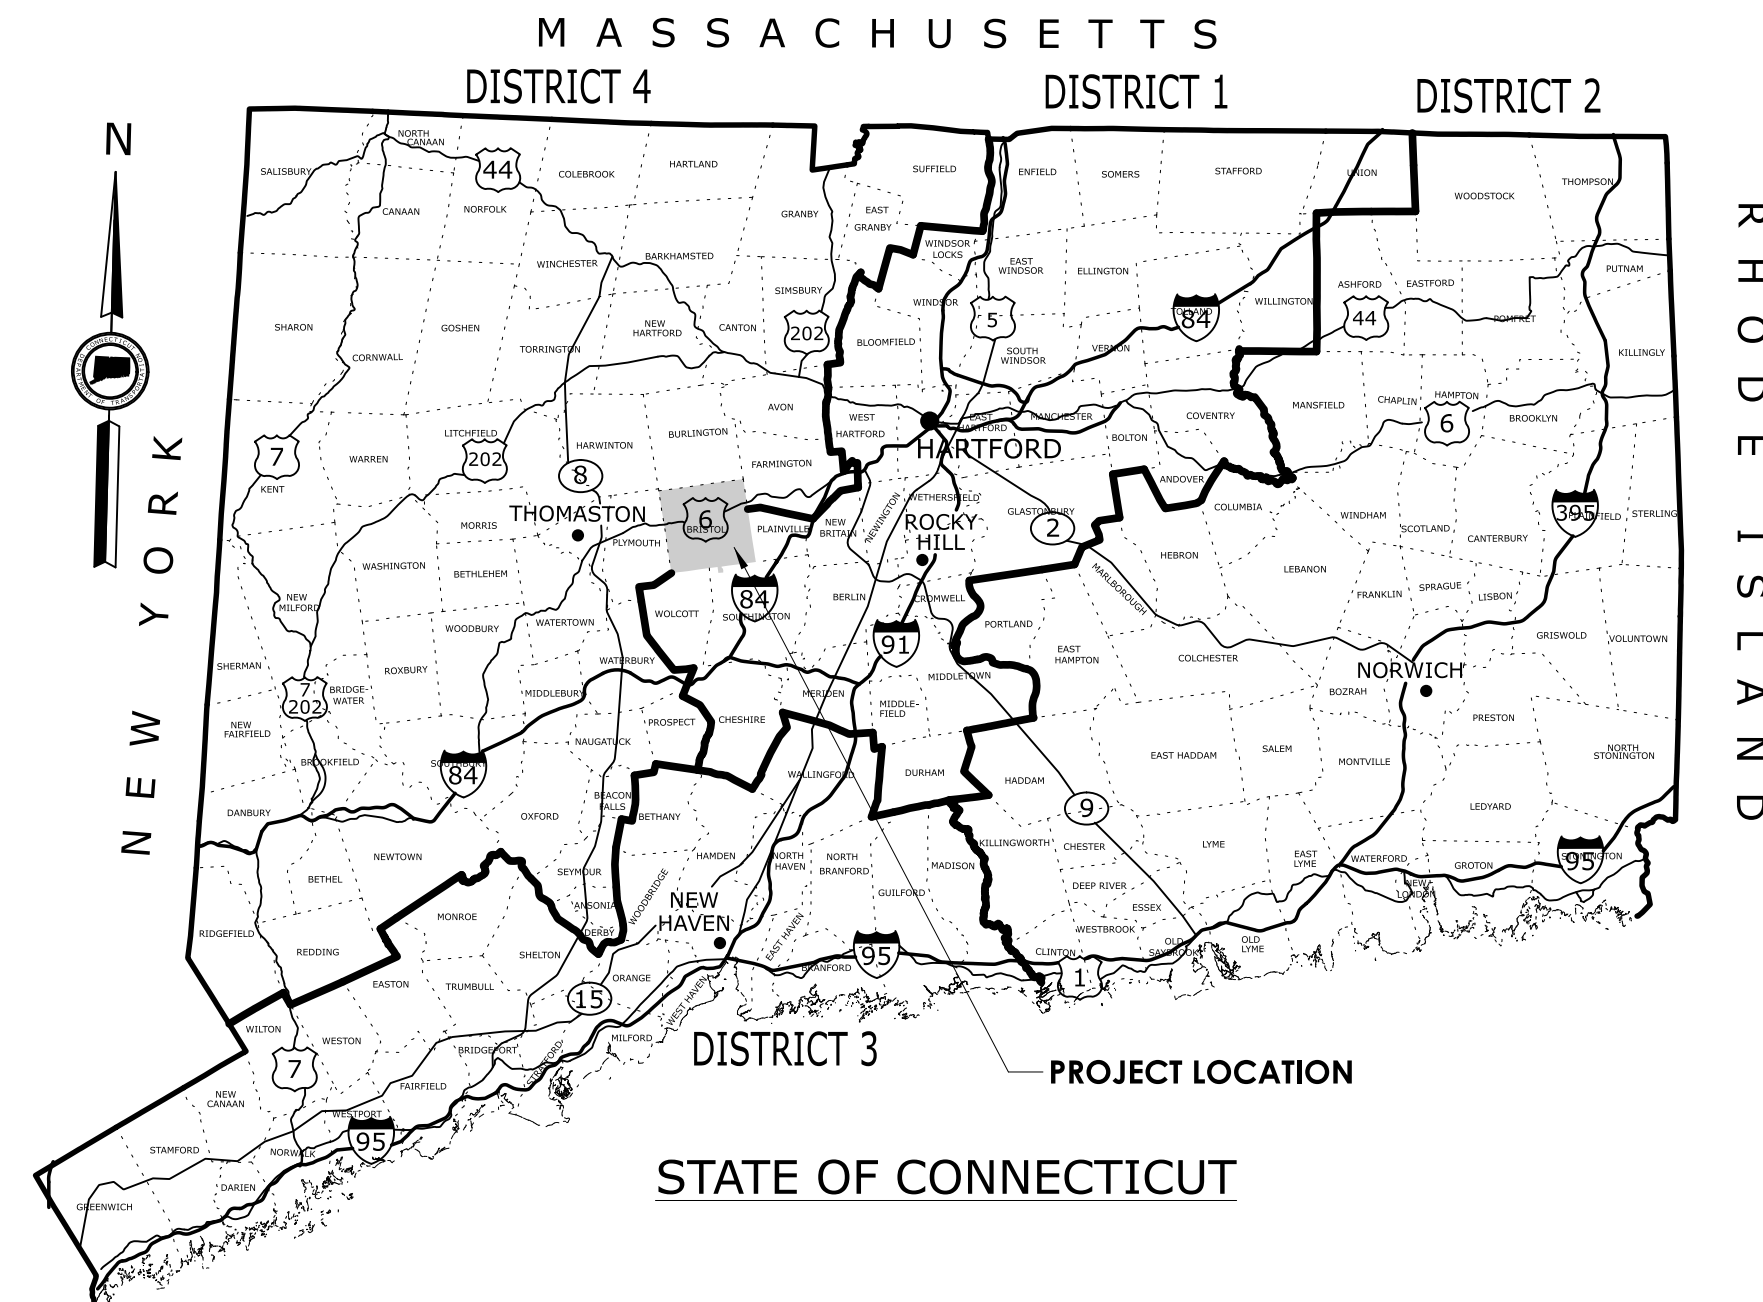 MASSACHUSETTS
DISTRICT 4
DISTRICT 1
DISTRICT 2
N
NORTH
CANAAN
SALISBURY
44
COLEBROOK
HARTLAND
SUFFIELD
ENFIELD
SOMERS
STAFFORD
UNION
WOODSTOCK
THOMPSON
CANAAN
NORFOLK
GRANBY
EAST
GRANBY
WINDSOR
LOCKS
EAST
WINDSOR
ELLINGTON
WINCHESTER
BARKHAMSTED
SIMSBURY
WINDSOR
WILLINGTON
ASHFORD
EASTFORD
PUTNAM
SHARON
GOSHEN
NEW
HARTFORD
CANTON
202
5
TOLLAND
84
44
POMFRET
CORNWALL
TORRINGTON
BLOOMFIELD
SOUTH
WINDSOR
VERNON
KILLINGLY
RHODE ISLAND
NEW YORK
DEPARTMENT OF TRANSPORTATION
CONNECTICUT
AVON
WEST
HARTFORD
EAST
HARTFORD
MANCHESTER
COVENTRY
MANSFIELD
CHAPLIN
HAMPTON
6
BROOKLYN
LITCHFIELD
202
HARWINTON
BURLINGTON
FARMINGTON
HARTFORD
BOLTON
7
KENT
WARREN
8
ANDOVER
COLUMBIA
WINDHAM
SCOTLAND
CANTERBURY
395
PLAINFIELD
STERLING
MORRIS
THOMASTON
PLYMOUTH
6
BRISTOL
PLAINVILLE
NEW
BRITAIN
NEWINGTON
WETHERSFIELD
ROCKY
HILL
GLASTONBURY
2
HEBRON
LEBANON
WASHINGTON
BETHLEHEM
NEW
MILFORD
WOODBURY
WATERTOWN
WOLCOTT
84
SOUTHINGTON
BERLIN
CROMWELL
MARLBOROUGH
FRANKLIN
SPRAGUE
LISBON
GRISWOLD
VOLUNTOWN
91
PORTLAND
EAST
HAMPTON
COLCHESTER
NORWICH
BOZRAH
SHERMAN
ROXBURY
WATERBURY
MIDDLETOWN
7
202
BRIDGE-
WATER
MIDDLEBURY
MERIDEN
MIDDLE-
FIELD
PRESTON
NEW
FAIRFIELD
PROSPECT
CHESHIRE
NAUGATUCK
EAST HADDAM
SALEM
MONTVILLE
NORTH
STONINGTON
BROOKFIELD
SOUTHBURY
84
WALLINGFORD
DURHAM
HADDAM
9
LEDYARD
DANBURY
BEACON
FALLS
OXFORD
BETHANY
KILLINGWORTH
CHESTER
LYME
EAST
LYME
WATERFORD
GROTON
STONINGTON
95
NEWTOWN
HAMDEN
NORTH
HAVEN
NORTH
BRANFORD
MADISON
GUILFORD
DEEP RIVER
ESSEX
NEW
LONDON
BETHEL
SEYMOUR
WOODBRIDGE
ANSONIA
DERBY
NEW
HAVEN
EAST HAVEN
WESTBROOK
OLD
SAYBROOK
OLD
LYME
MONROE
RIDGEFIELD
REDDING
SHELTON
95
BRANFORD
CLINTON
1
EASTON
TRUMBULL
ORANGE
15
WEST HAVEN
WILTON
WESTON
BRIDGEPORT
STRATFORD
MILFORD
DISTRICT 3
7
PROJECT LOCATION
NEW
CANAAN
FAIRFIELD
WESTPORT
95
STAMFORD
NORWALK
STATE OF CONNECTICUT
DARIEN
GREENWICH